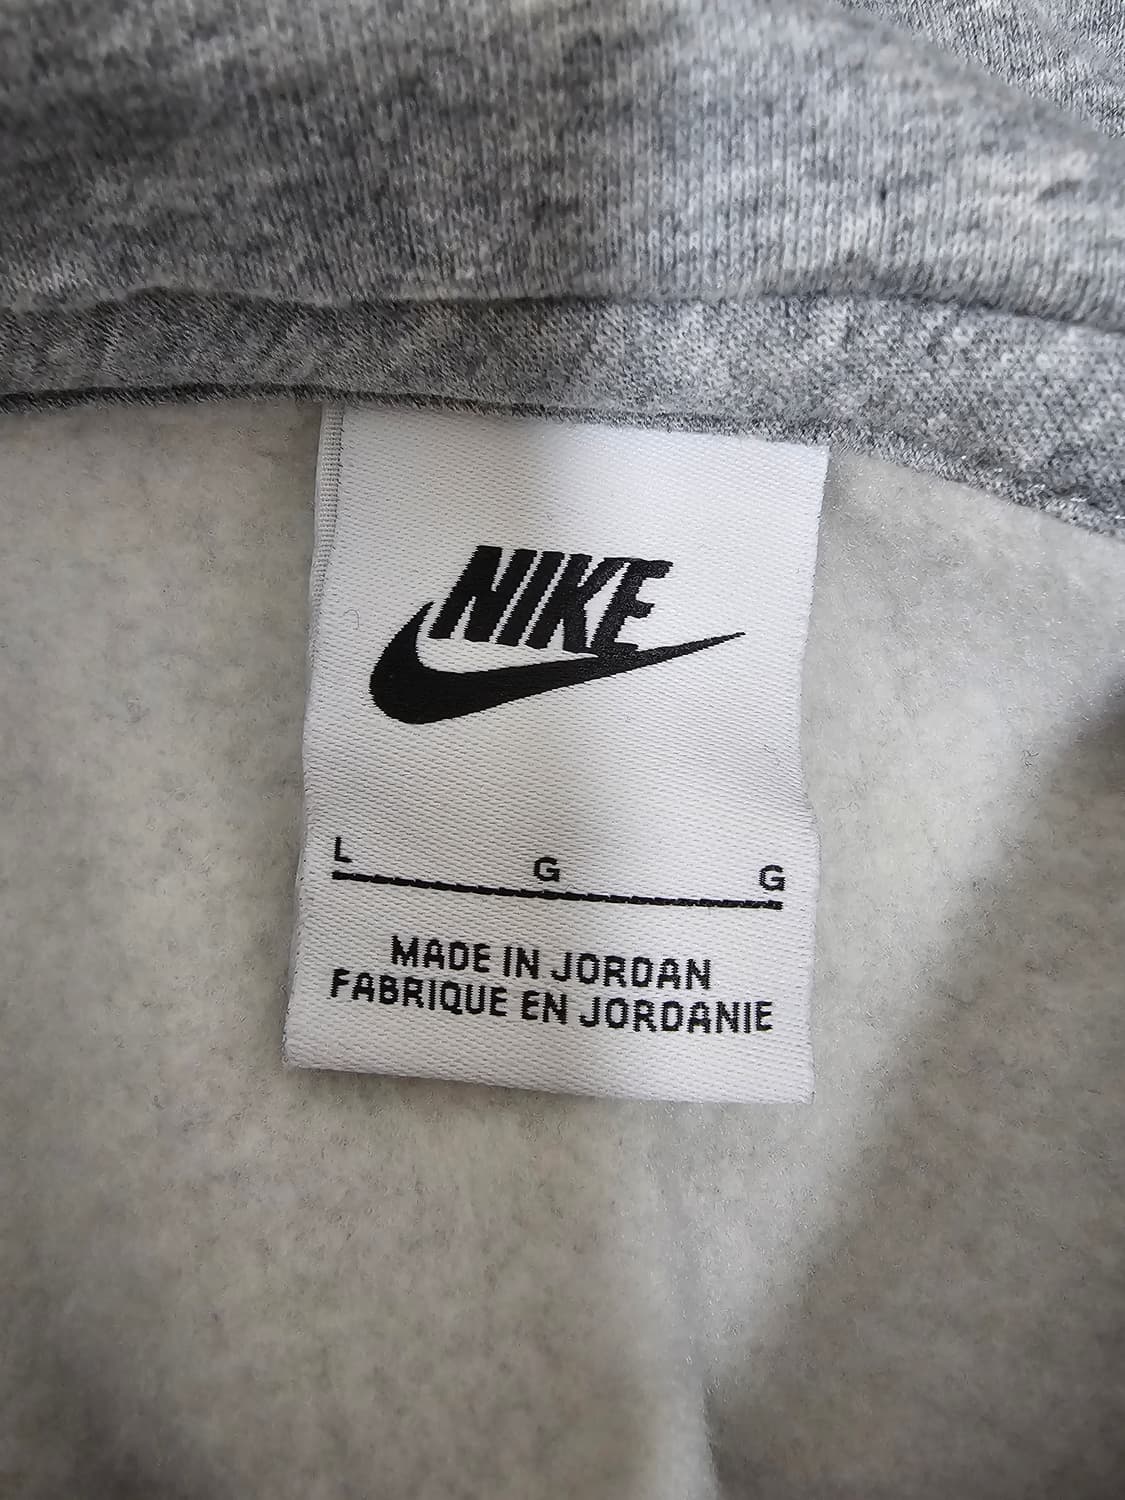 NIKE
L G G
MADE IN JORDAN
FABRIQUE EN JORDANIE